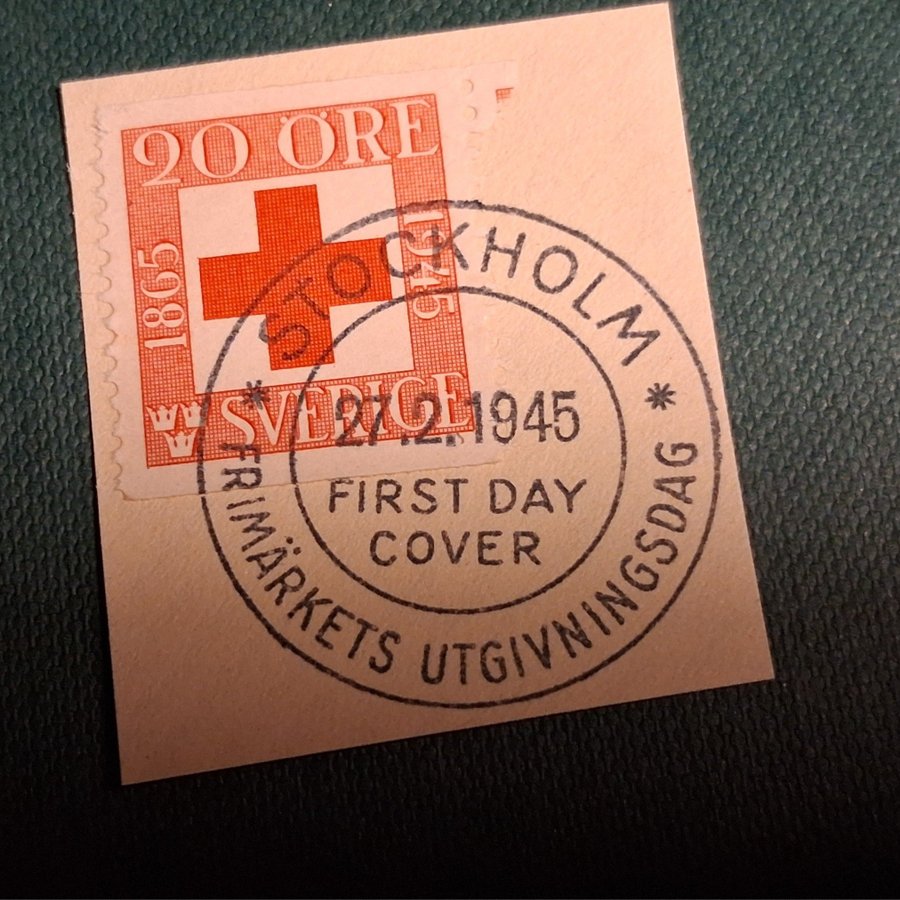 20 ÖRE
1865
1945
SVERIGE
STOCKHOLM
27.2.1945
FIRST DAY
COVER
* FRIMÄRKETS UTGIVNINGSDAG *